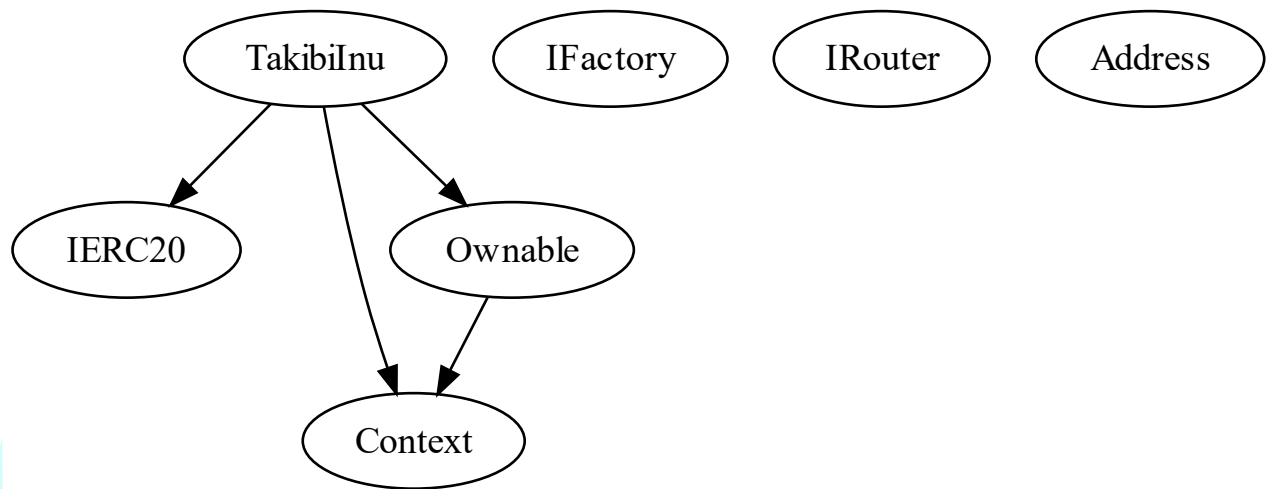 TakibiInu
IFactory
IRouter
Address
IERC20
Ownable
Context